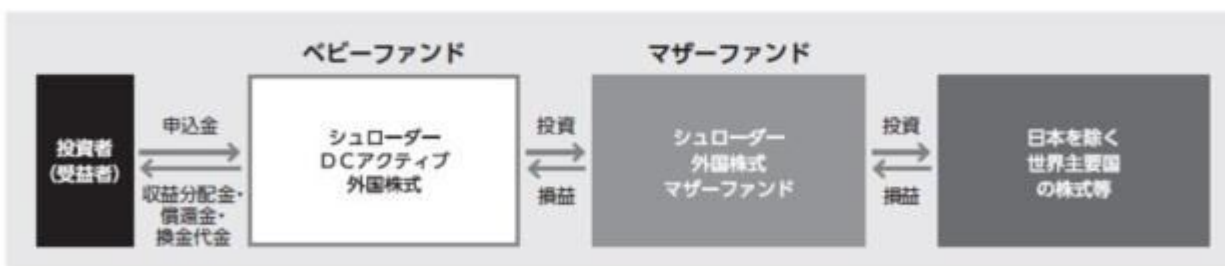 ベビーファンド
マザーファンド
投資者
(受益者)
申込金
収益分配金・
償還金・
換金代金
シュローダー
DCアクティブ
外国株式
投資
損益
シュローダー
外国株式
マザーファンド
投資
損益
日本を除く
世界主要国
の株式等